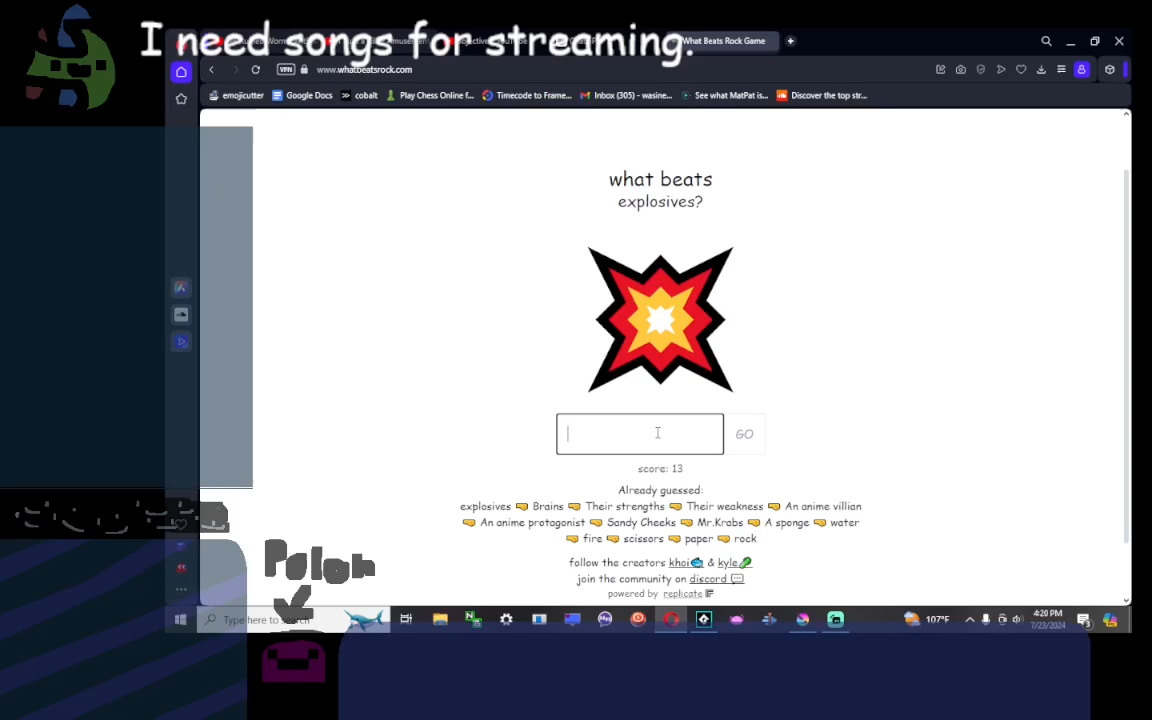 I need songs for streaming.
What Beats Rock Game
VPN
www.whatbeatsrock.com
emojicutter
Google Docs
cobalt
Play Chess Online f...
Timecode to Frame...
Inbox (305) - wasine...
See what MatPat is...
Discover the top str...
what beats
explosives?
GO
score: 13
Already guessed:
explosives 🤜 Brains 🤜 Their strengths 🤜 Their weakness 🤜 An anime villian
🤜 An anime protagonist 🤜 Sandy Cheeks 🤜 Mr.Krabs 🤜 A sponge 🤜 water
🤜 fire 🤜 scissors 🤜 paper 🤜 rock
follow the creators khoi & kyle
join the community on discord
powered by replicate
Type here to search
107°F
4:20 PM
7/23/2024